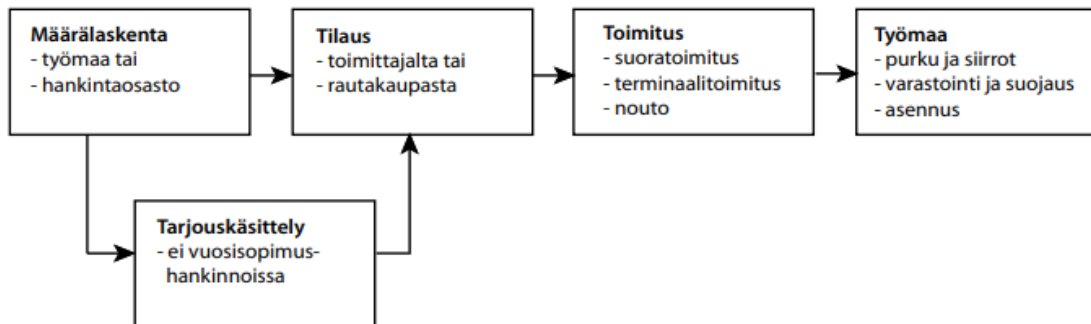 Määrälaskenta
- työmaa tai
- hankintaosasto
Tilaus
- toimittajalta tai
- rautakaupasta
Toimitus
- suoratoimitus
- terminaalitoimitus
- nouto
Työmaa
- purku ja siirrot
- varastointi ja suojaus
- asennus
Tarjouskäsittely
- ei vuosisopimus-
hankinnoissa